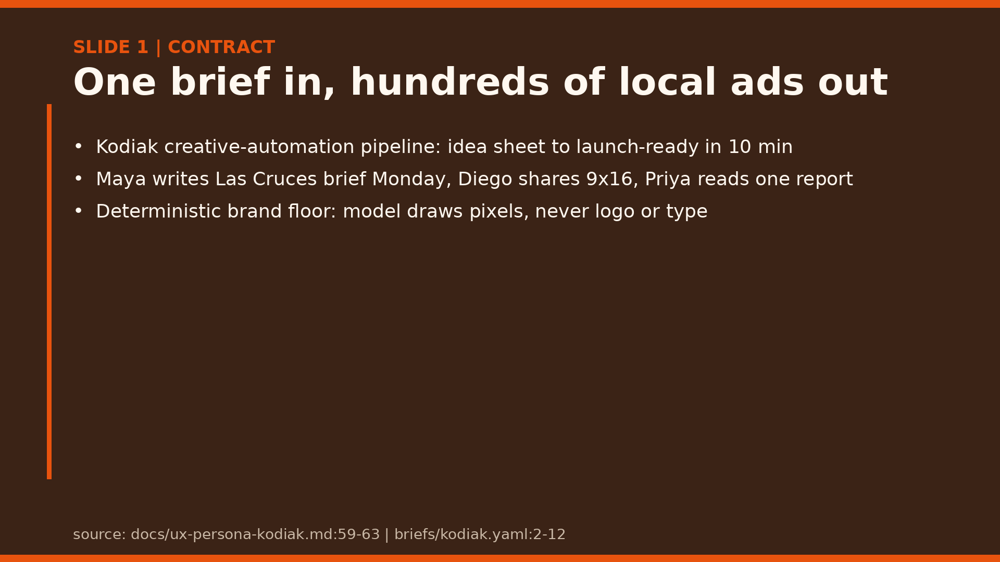 SLIDE 1 | CONTRACT
One brief in, hundreds of local ads out
• Kodiak creative-automation pipeline: idea sheet to launch-ready in 10 min
• Maya writes Las Cruces brief Monday, Diego shares 9x16, Priya reads one report
• Deterministic brand floor: model draws pixels, never logo or type
source: docs/ux-persona-kodiak.md:59-63 | briefs/kodiak.yaml:2-12